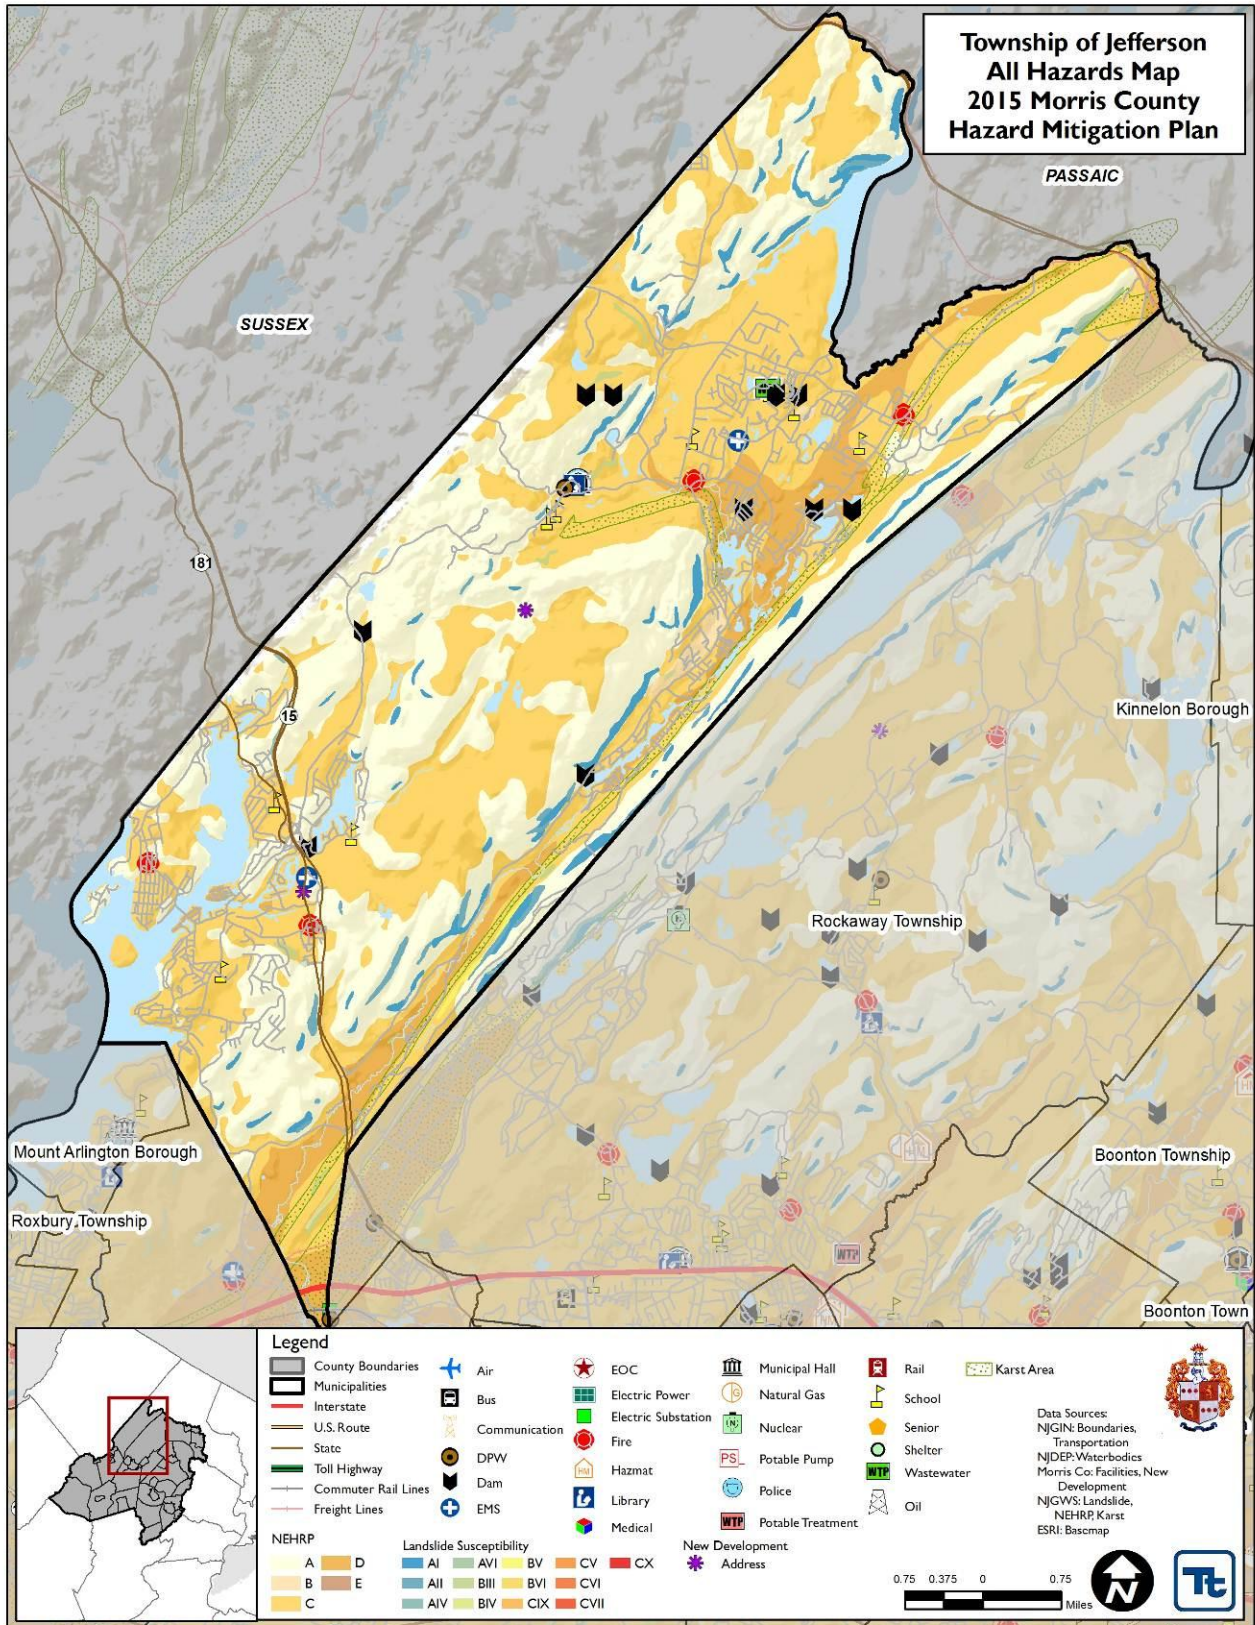 Township of Jefferson
All Hazards Map
2015 Morris County
Hazard Mitigation Plan
PASSAIC
SUSSEX
181
15
Kinnelon Borough
Rockaway Township
Mount Arlington Borough
Boonton Township
Roxbury Township
WTP
Boonton Town
Legend
County Boundaries
Municipalities
Interstate
U.S. Route
State
Toll Highway
Commuter Rail Lines
Freight Lines
Air
Bus
Communication
DPW
Dam
EMS
EOC
Electric Power
Electric Substation
Fire
HM
Hazmat
Library
Medical
Municipal Hall
G
Natural Gas
N
Nuclear
PS
Potable Pump
Police
WTP
Potable Treatment
Rail
School
Senior
Shelter
WTP
Wastewater
Oil
Karst Area
Data Sources:
NJGIN: Boundaries,
Transportation
NJDEP: Waterbodies
Morris Co: Facilities, New
Development
NJGWS: Landslide,
NEHRP, Karst
ESRI: Basemap
NEHRP
A
D
B
E
C
Landslide Susceptibility
AI
AVI
BV
CV
CX
AII
BIII
BVI
CVI
AIV
BIV
CIX
CVII
New Development
Address
0.75
0.375
0
0.75
Miles
N
Tt